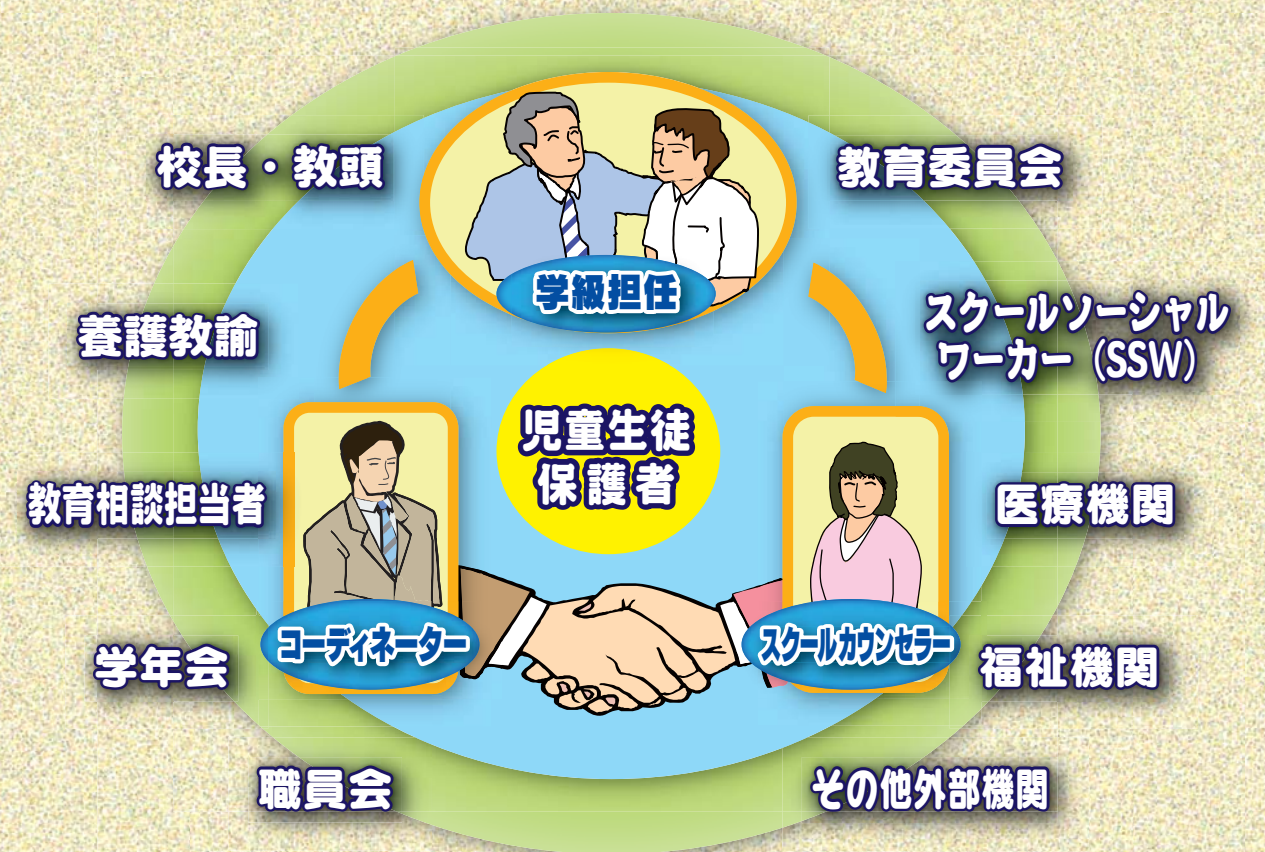 校長・教頭
教育委員会
学級担任
養護教諭
スクールソーシャル
ワーカー（SSW）
児童生徒
保護者
教育相談担当者
医療機関
コーディネーター
スクールカウンセラー
学年会
福祉機関
職員会
その他外部機関